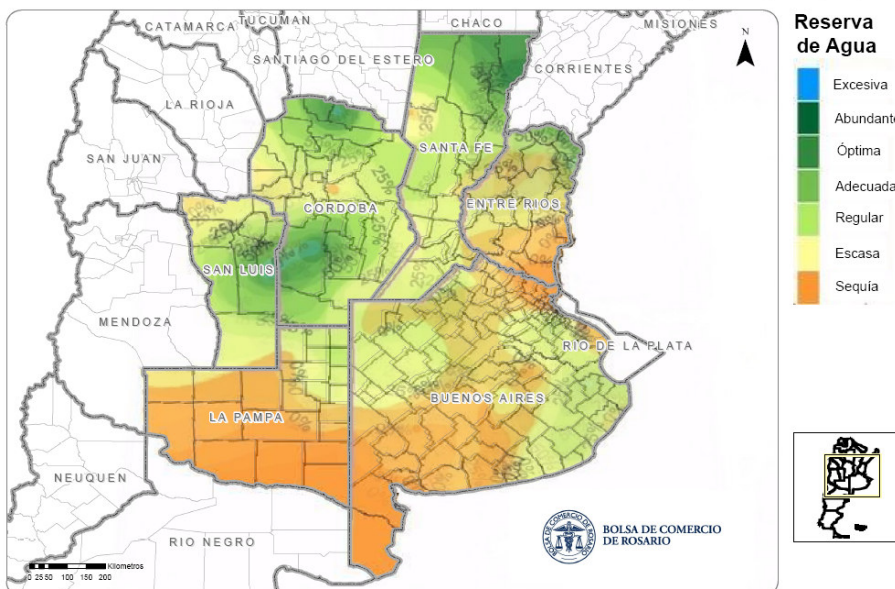 CATAMARCA
TUCUMAN
SANTIAGO DEL ESTERO
CHACO
MISIONES
CORRIENTES
LA RIOJA
SAN JUAN
SANTA FE
CORDOBA
ENTRE RIOS
SAN LUIS
MENDOZA
RIO DE LA PLATA
BUENOS AIRES
LA PAMPA
NEUQUEN
RIO NEGRO
N
Reserva
de Agua
Excesiva
Abundante
Óptima
Adecuada
Regular
Escasa
Sequía
BOLSA DE COMERCIO
DE ROSARIO
Kilometros
0 25 50 100 150 200